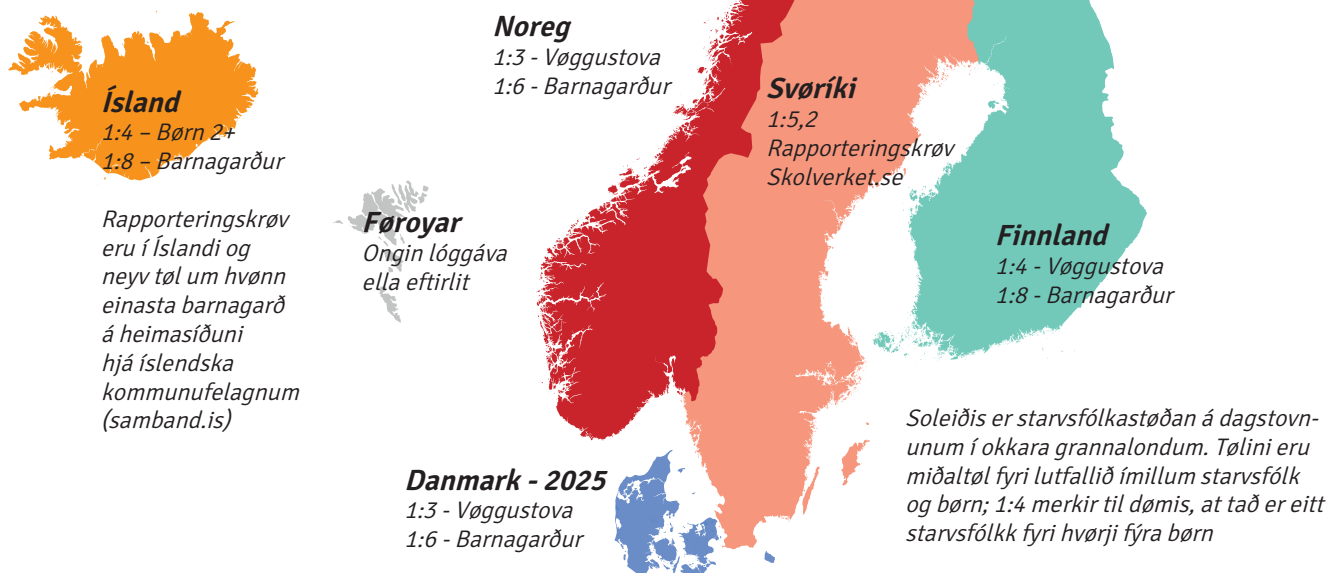 Ísland
1:4 – Børn 2+
1:8 – Barnagarður
Rapporteringskrøv
eru í Íslandi og
neyv tøl um hvønn
einasta barnagarð
á heimasíðuni
hjá íslendska
kommunufelagnum
(samband.is)
Føroyar
Ongin lóggáva
ella eftirlit
Noreg
1:3 - Vøggustova
1:6 - Barnagarður
Svøríki
1:5,2
Rapporteringskrøv
Skolverket.se
Finnland
1:4 - Vøggustova
1:8 - Barnagarður
Danmark - 2025
1:3 - Vøggustova
1:6 - Barnagarður
Soleiðis er starvsfólkastøðan á dagstovn-
unum í okkara grannalondum. Tølini eru
miðaltøl fyri lutfallið ímillum starvsfólk
og børn; 1:4 merkir til dømis, at tað er eitt
starvsfólkk fyri hvørji fýra børn